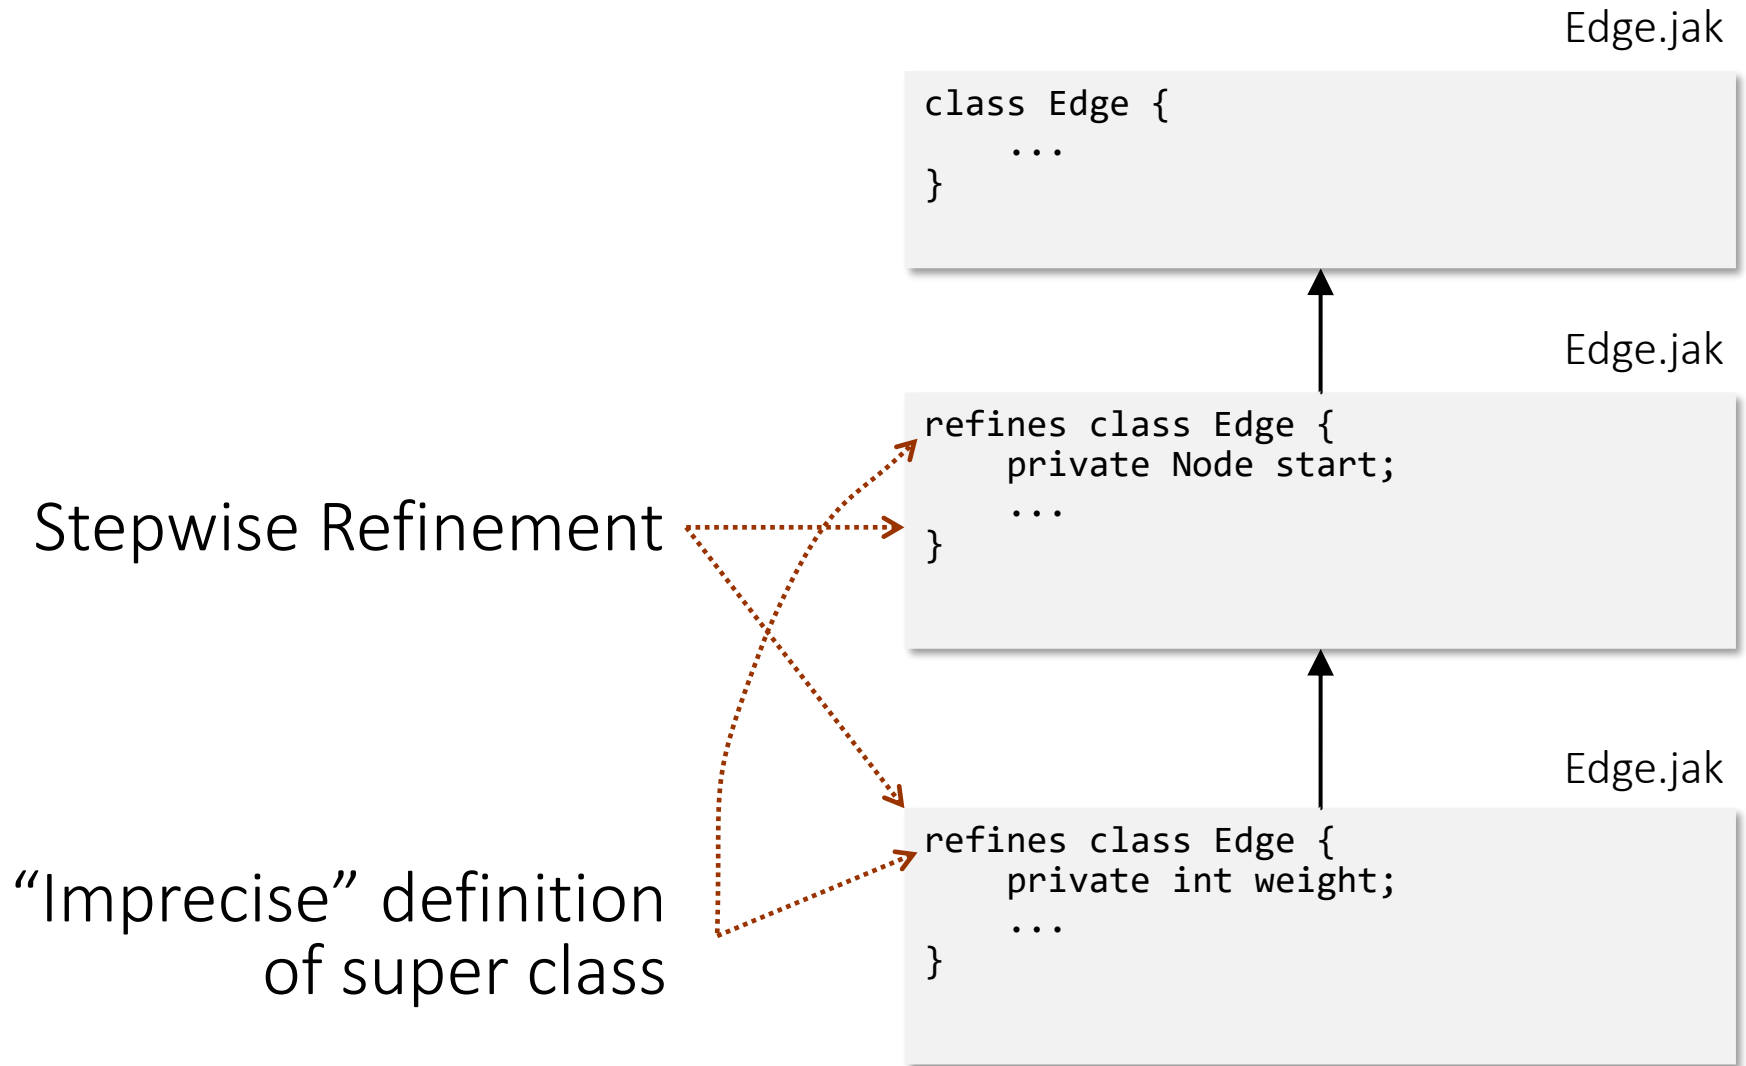 Edge.jak
class Edge {
    ...
}
Edge.jak
refines class Edge {
    private Node start;
    ...
}
Stepwise Refinement
Edge.jak
refines class Edge {
    private int weight;
    ...
}
“Imprecise” definition
of super class